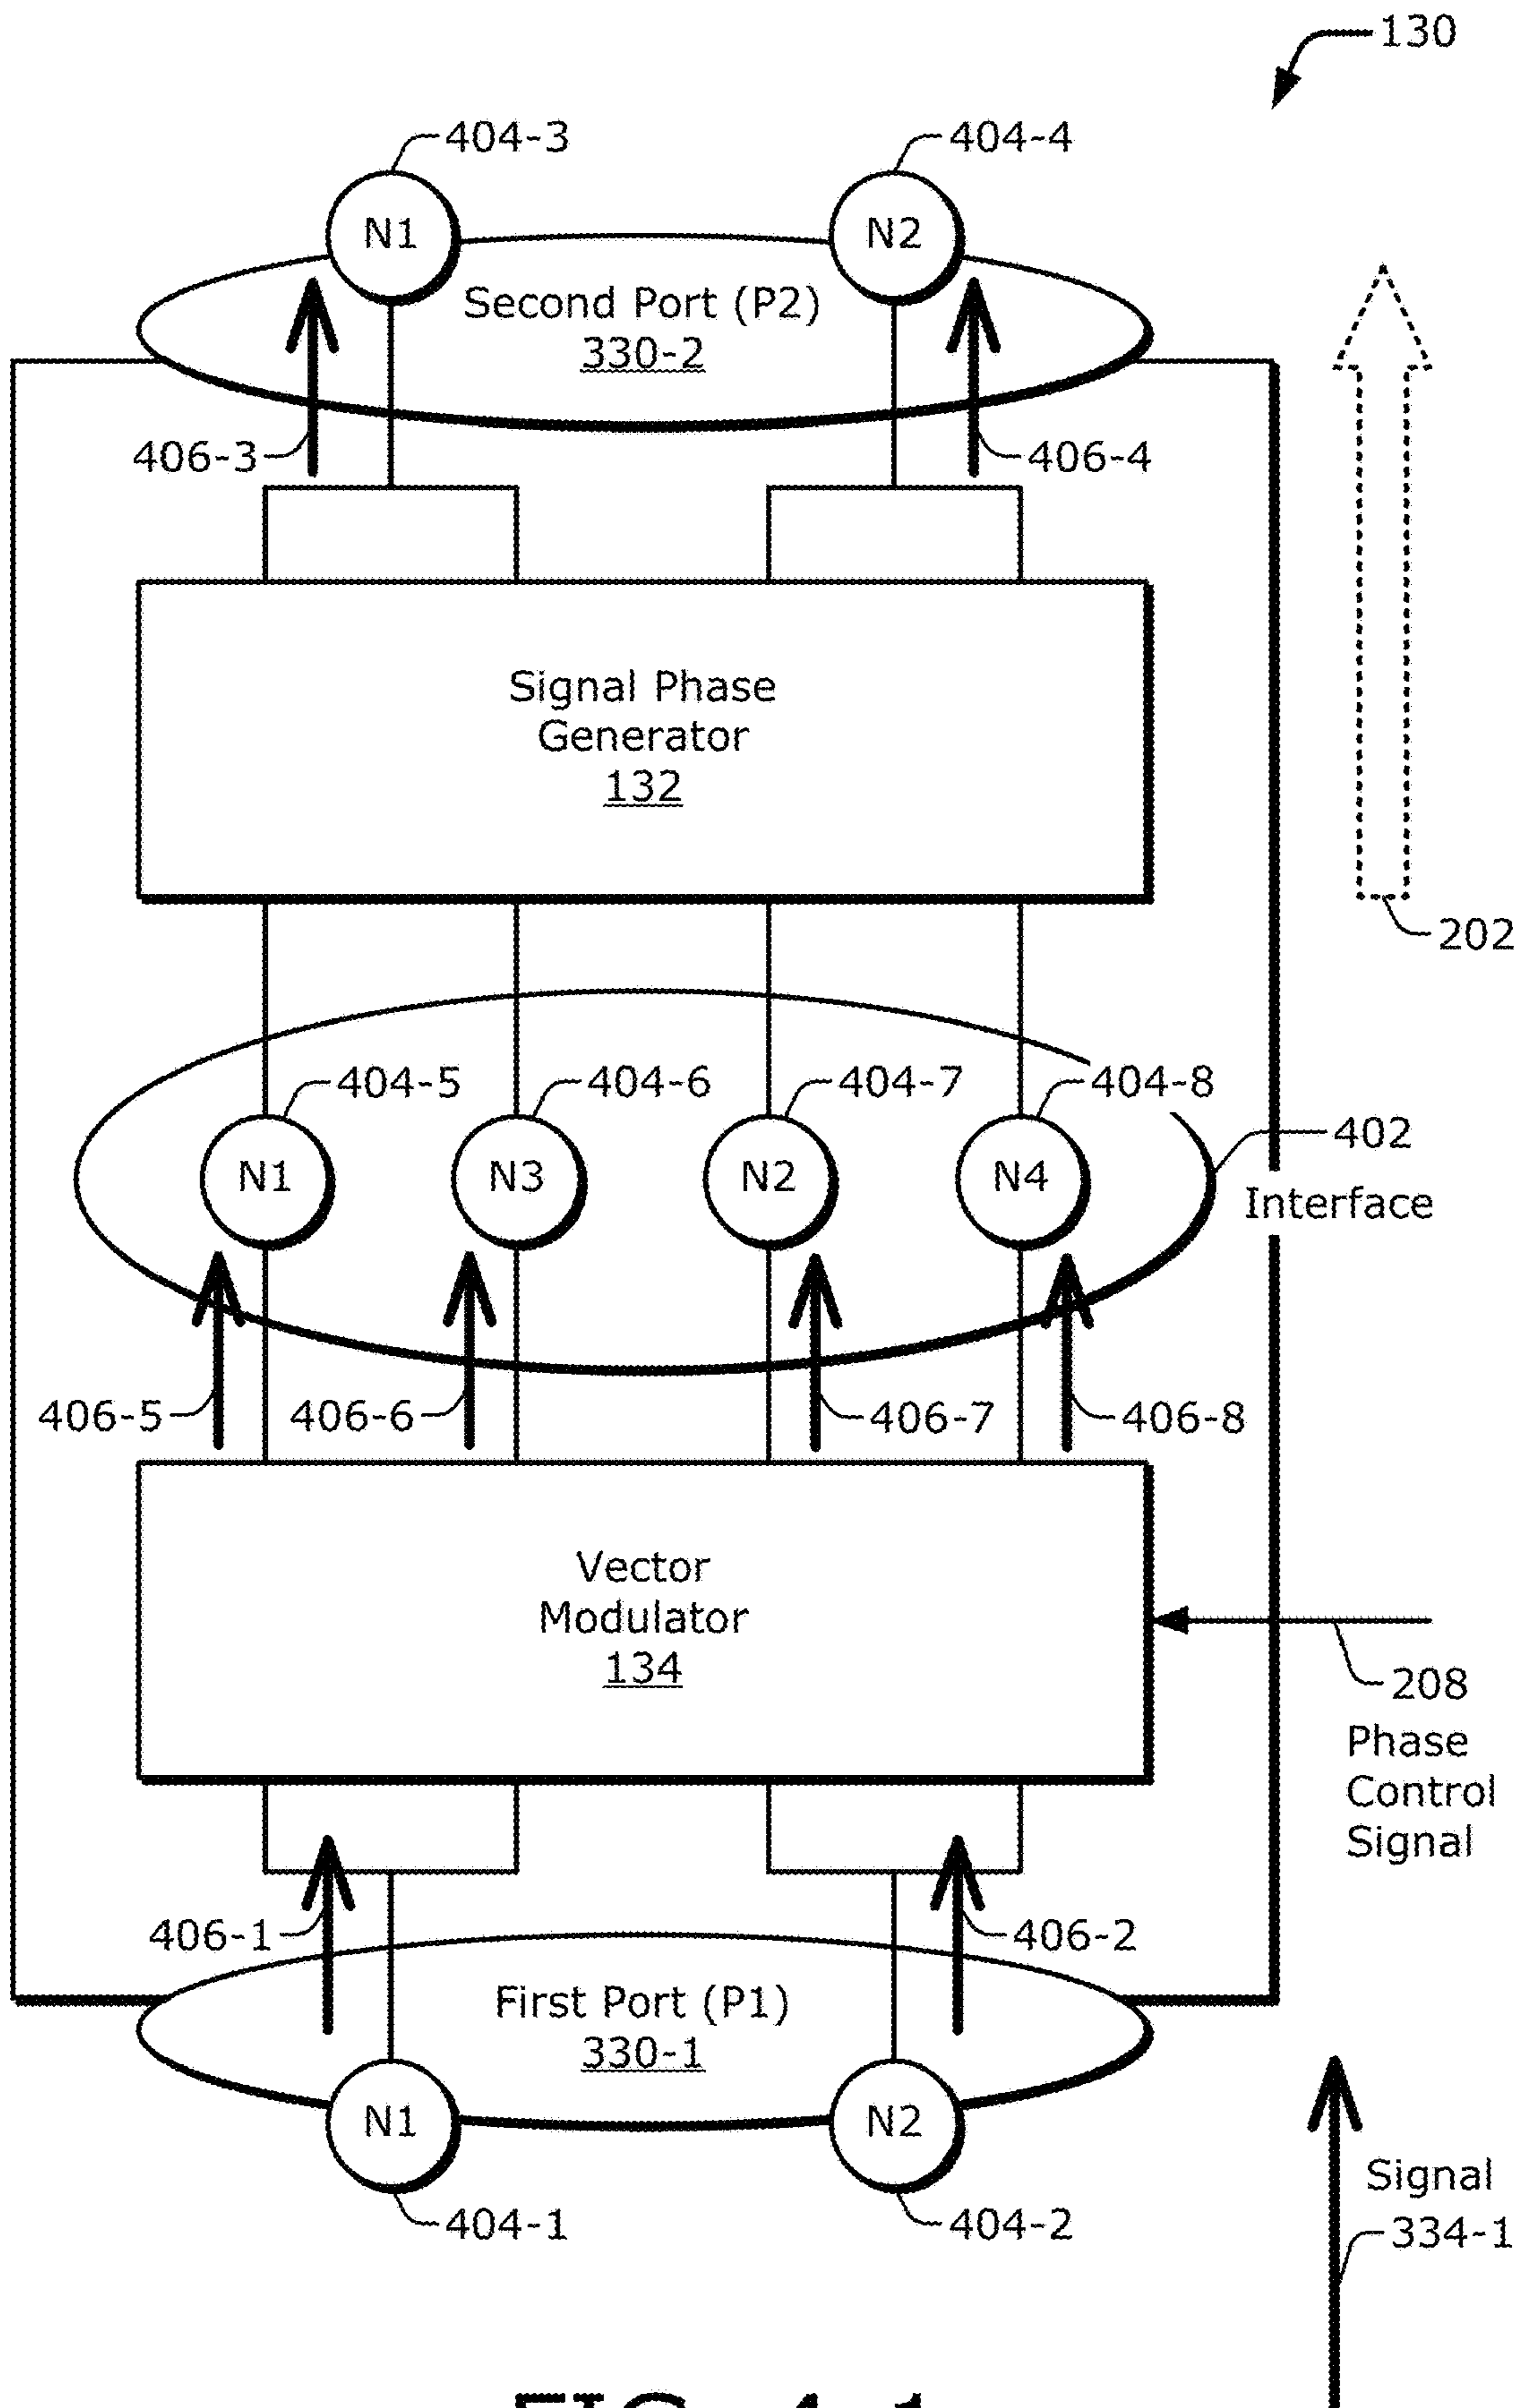 130
404-3
404-4
N1
N2
Second Port (P2)
330-2
406-3
406-4
Signal Phase
Generator
132
202
404-5
404-6
404-7
404-8
402
Interface
N1
N3
N2
N4
406-5
406-6
406-7
406-8
Vector
Modulator
134
208
Phase
Control
Signal
406-1
406-2
First Port (P1)
330-1
N1
N2
404-1
404-2
Signal
334-1